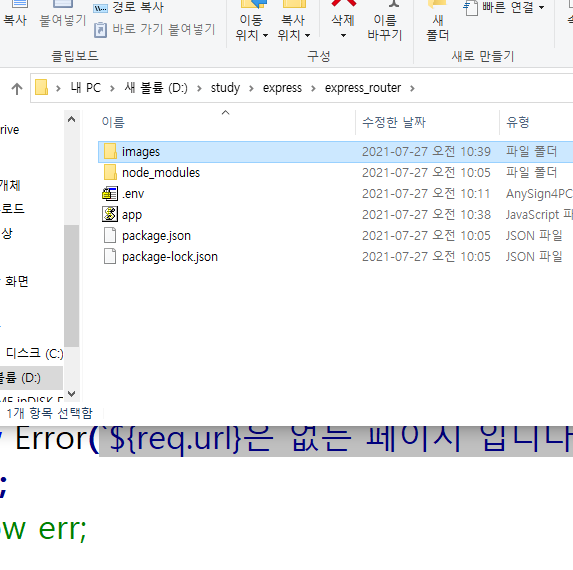 복사
붙여넣기
경로 복사
바로 가기 붙여넣기
이동 위치
복사 위치
삭제
이름 바꾸기
새 폴더
빠른 연결
클립보드
구성
새로 만들기
내 PC > 새 볼륨 (D:) > study > express > express_router >
이름 수정한 날짜 유형
images 2021-07-27 오전 10:39 파일 폴더
node_modules 2021-07-27 오전 10:05 파일 폴더
.env 2021-07-27 오전 10:11 AnySign4PC
app 2021-07-27 오전 10:38 JavaScript 파
package.json 2021-07-27 오전 10:05 JSON 파일
package-lock.json 2021-07-27 오전 10:05 JSON 파일
rive
개체
로드
상
화면
디스크 (C:)
볼륨 (D:)
1개 항목 선택함
Error(`${req.url}은 없는 페이지 입니다
;
ow err;